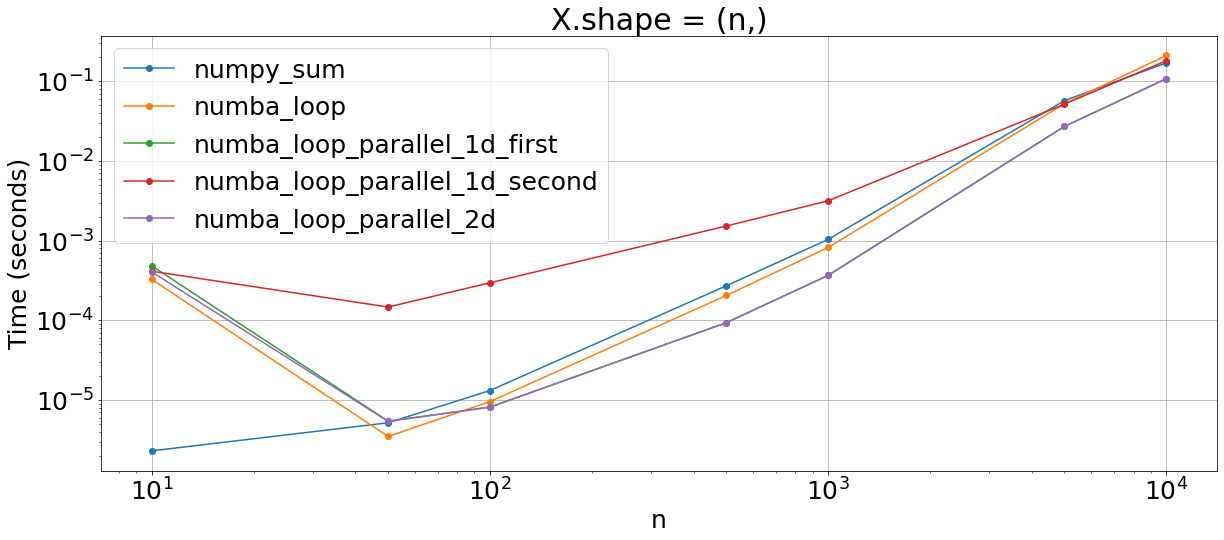 X.shape = (n,)
numpy_sum
numba_loop
numba_loop_parallel_1d_first
numba_loop_parallel_1d_second
numba_loop_parallel_2d
Time (seconds)
10⁻¹
10⁻²
10⁻³
10⁻⁴
10⁻⁵
10¹ 10² 10³ 10⁴
n